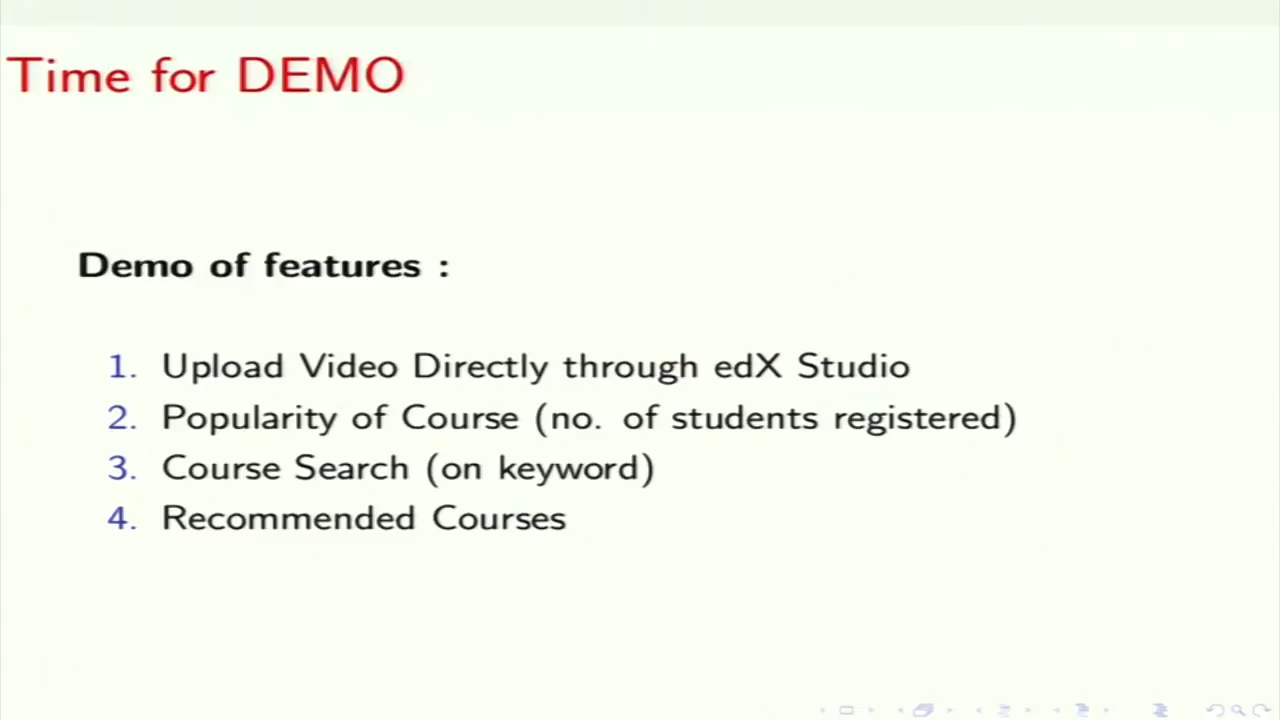 Time for DEMO
Demo of features :
1. Upload Video Directly through edX Studio
2. Popularity of Course (no. of students registered)
3. Course Search (on keyword)
4. Recommended Courses